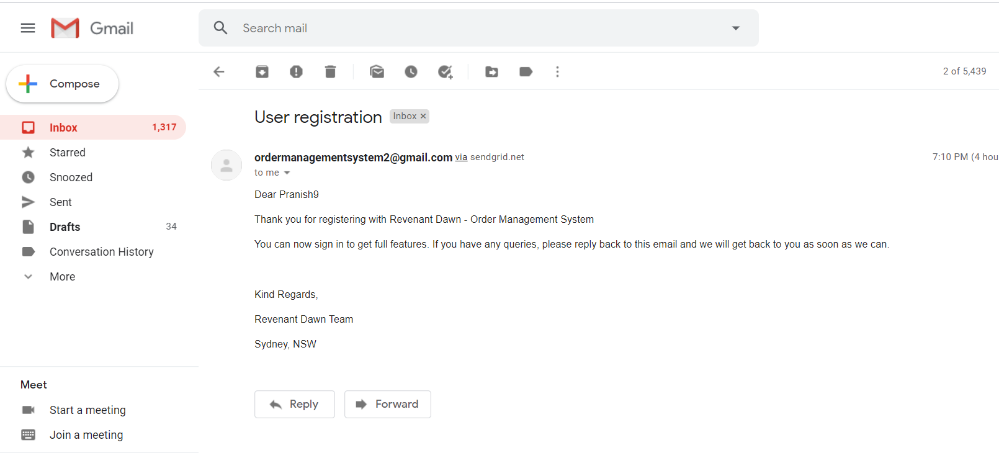 Gmail
Search mail
Compose
2 of 5,439
Inbox 1,317
Starred
Snoozed
Sent
Drafts 34
Conversation History
More
User registration Inbox ×
ordermanagementsystem2@gmail.com via sendgrid.net 7:10 PM (4 hou
to me
Dear Pranish9
Thank you for registering with Revenant Dawn - Order Management System
You can now sign in to get full features. If you have any queries, please reply back to this email and we will get back to you as soon as we can.
Kind Regards,
Revenant Dawn Team
Sydney, NSW
Reply Forward
Meet
Start a meeting
Join a meeting